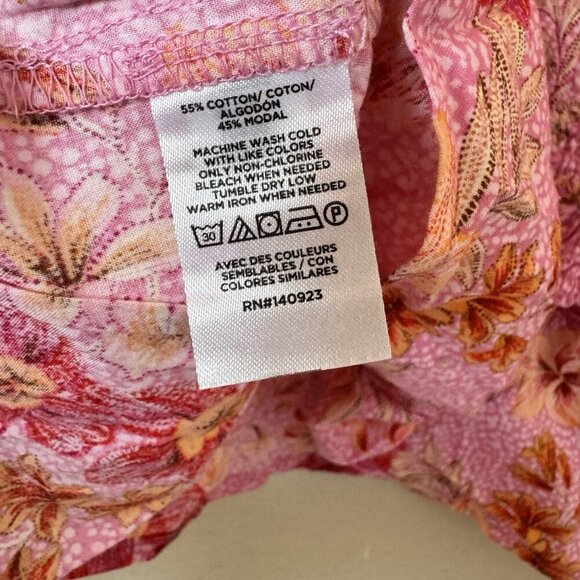 55% COTTON/ COTON/
ALGODÓN
45% MODAL
MACHINE WASH COLD
WITH LIKE COLORS
ONLY NON-CHLORINE
BLEACH WHEN NEEDED
TUMBLE DRY LOW
WARM IRON WHEN NEEDED
30 P
AVEC DES COULEURS
SEMBLABLES / CON
COLORES SIMILARES
RN#140923